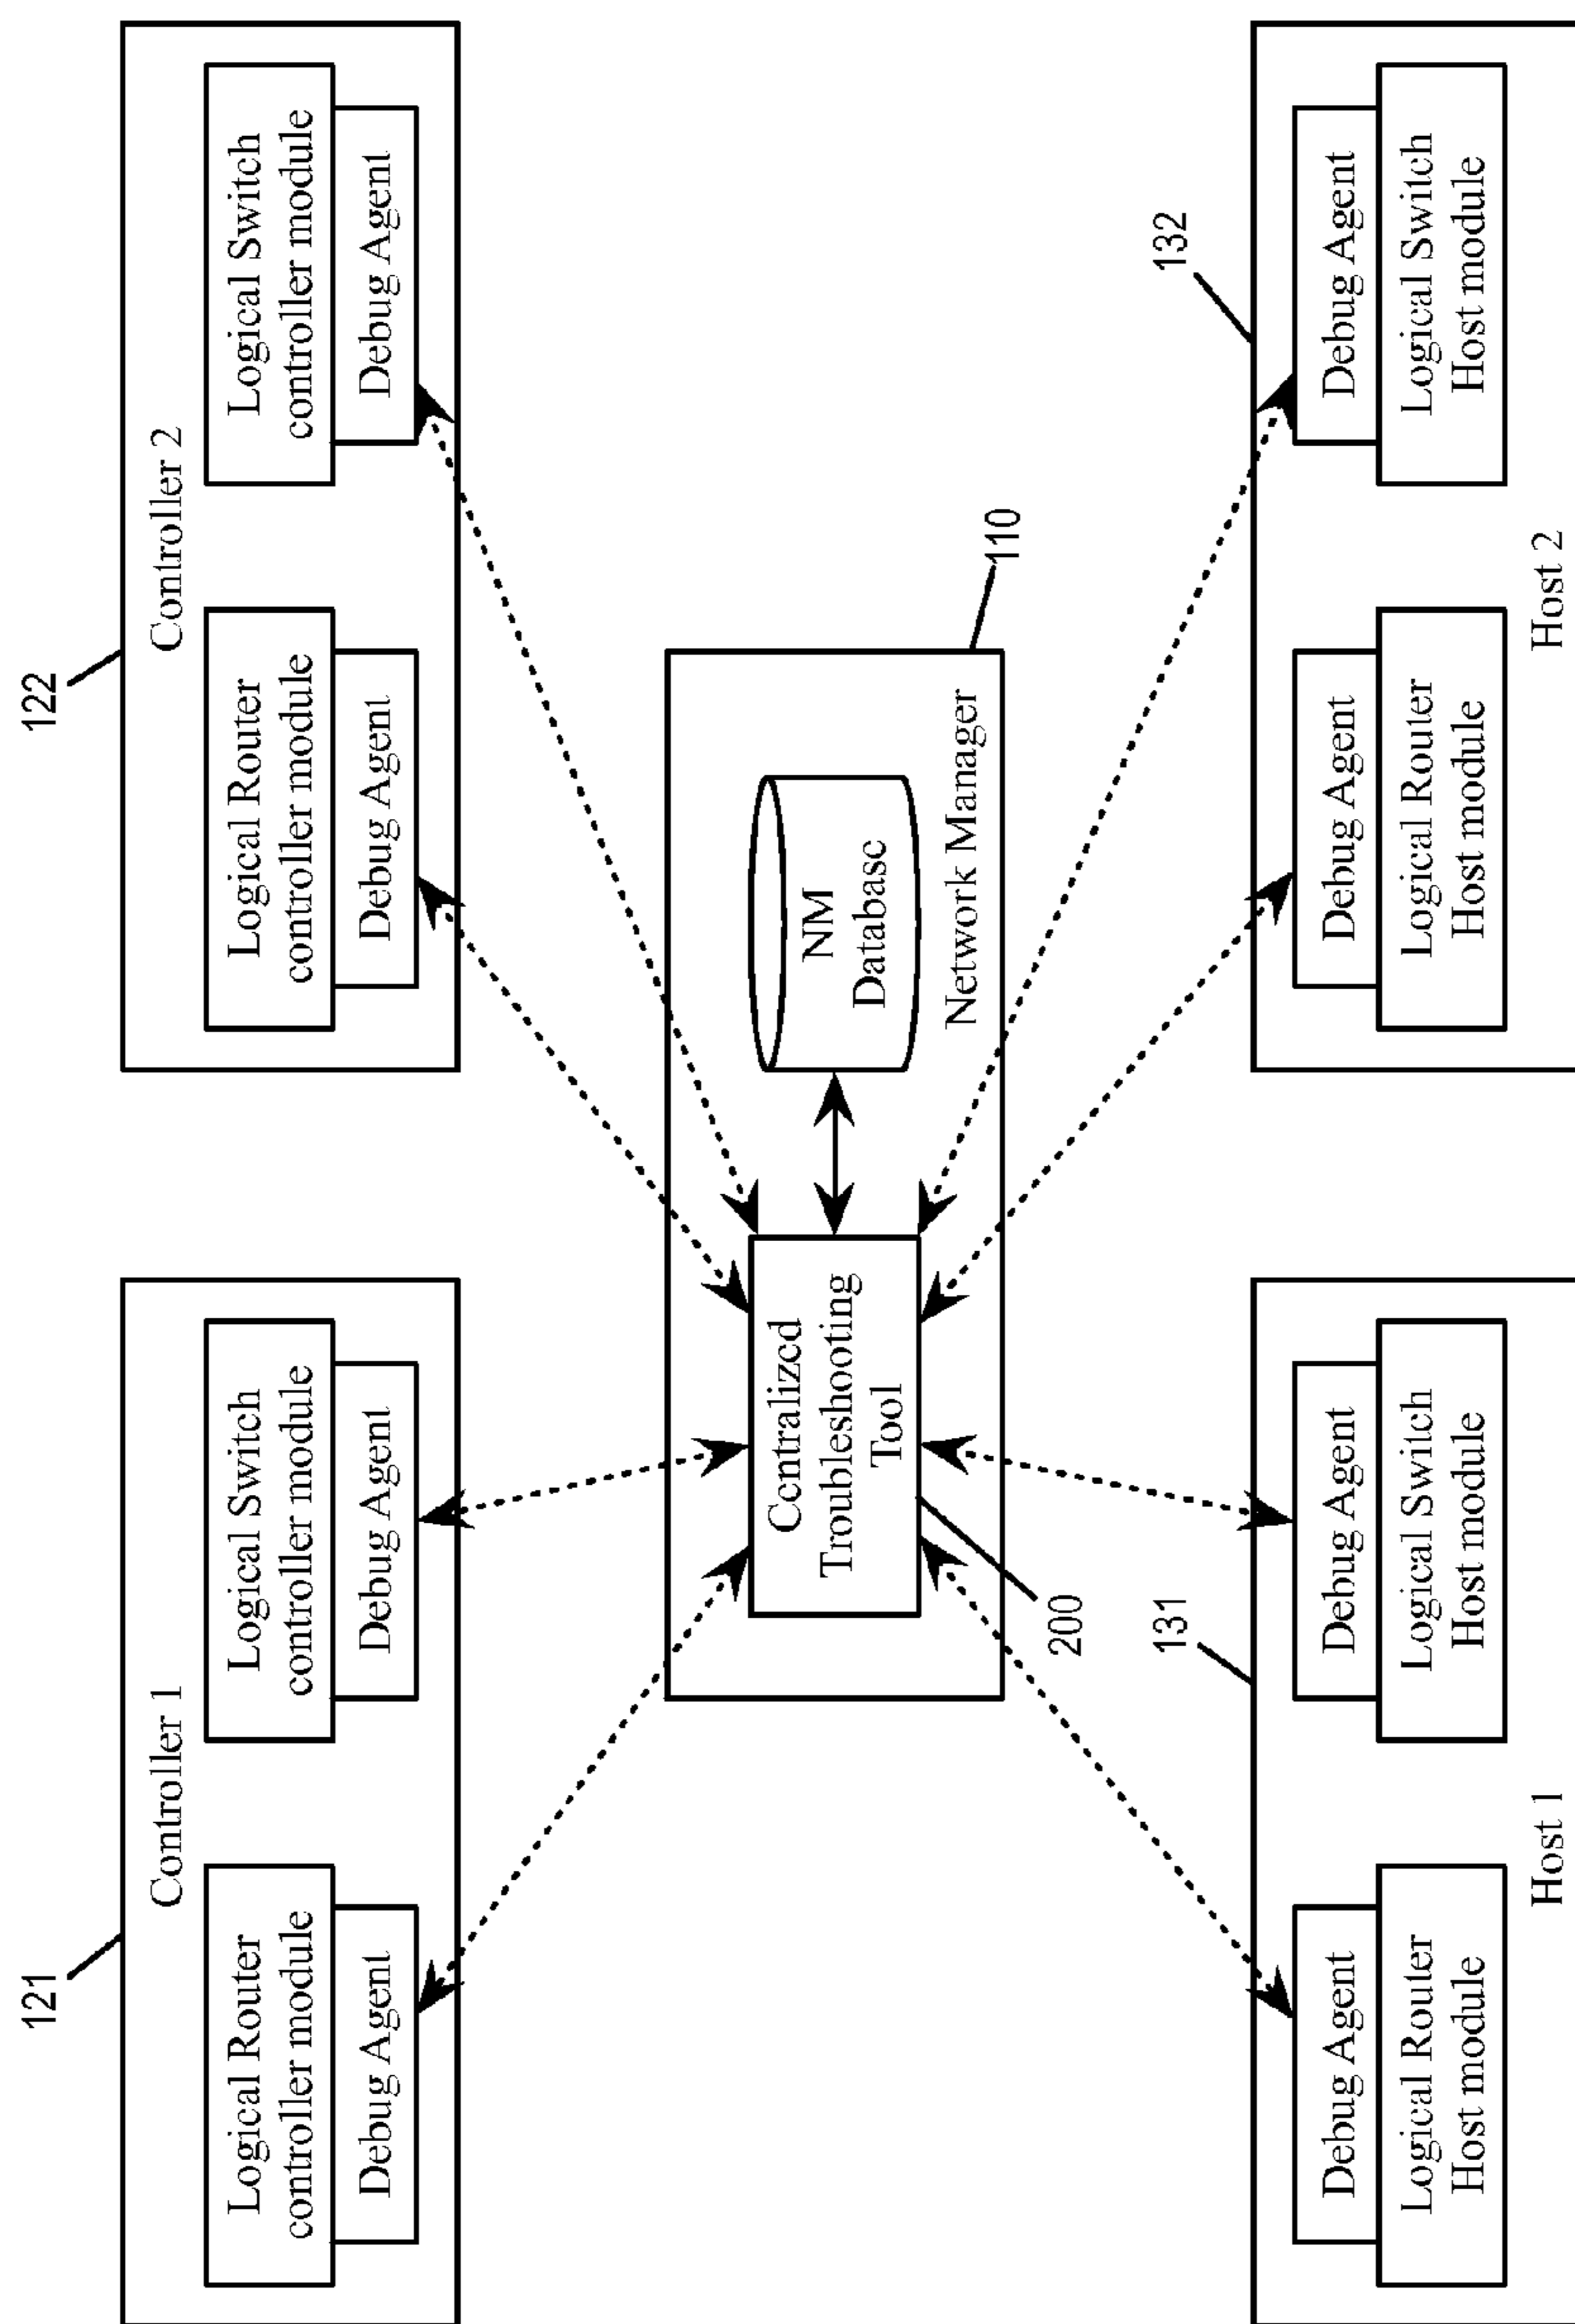 121
122
Controller 1
Controller 2
Logical Router
controller module
Debug Agent
Logical Switch
controller module
Debug Agent
Logical Router
controller module
Debug Agent
Logical Switch
controller module
Debug Agent
Centralized
Troubleshooting
Tool
NM
Database
Network Manager
110
200
131
132
Debug Agent
Logical Router
Host module
Debug Agent
Logical Switch
Host module
Debug Agent
Logical Router
Host module
Debug Agent
Logical Switch
Host module
Host 1
Host 2